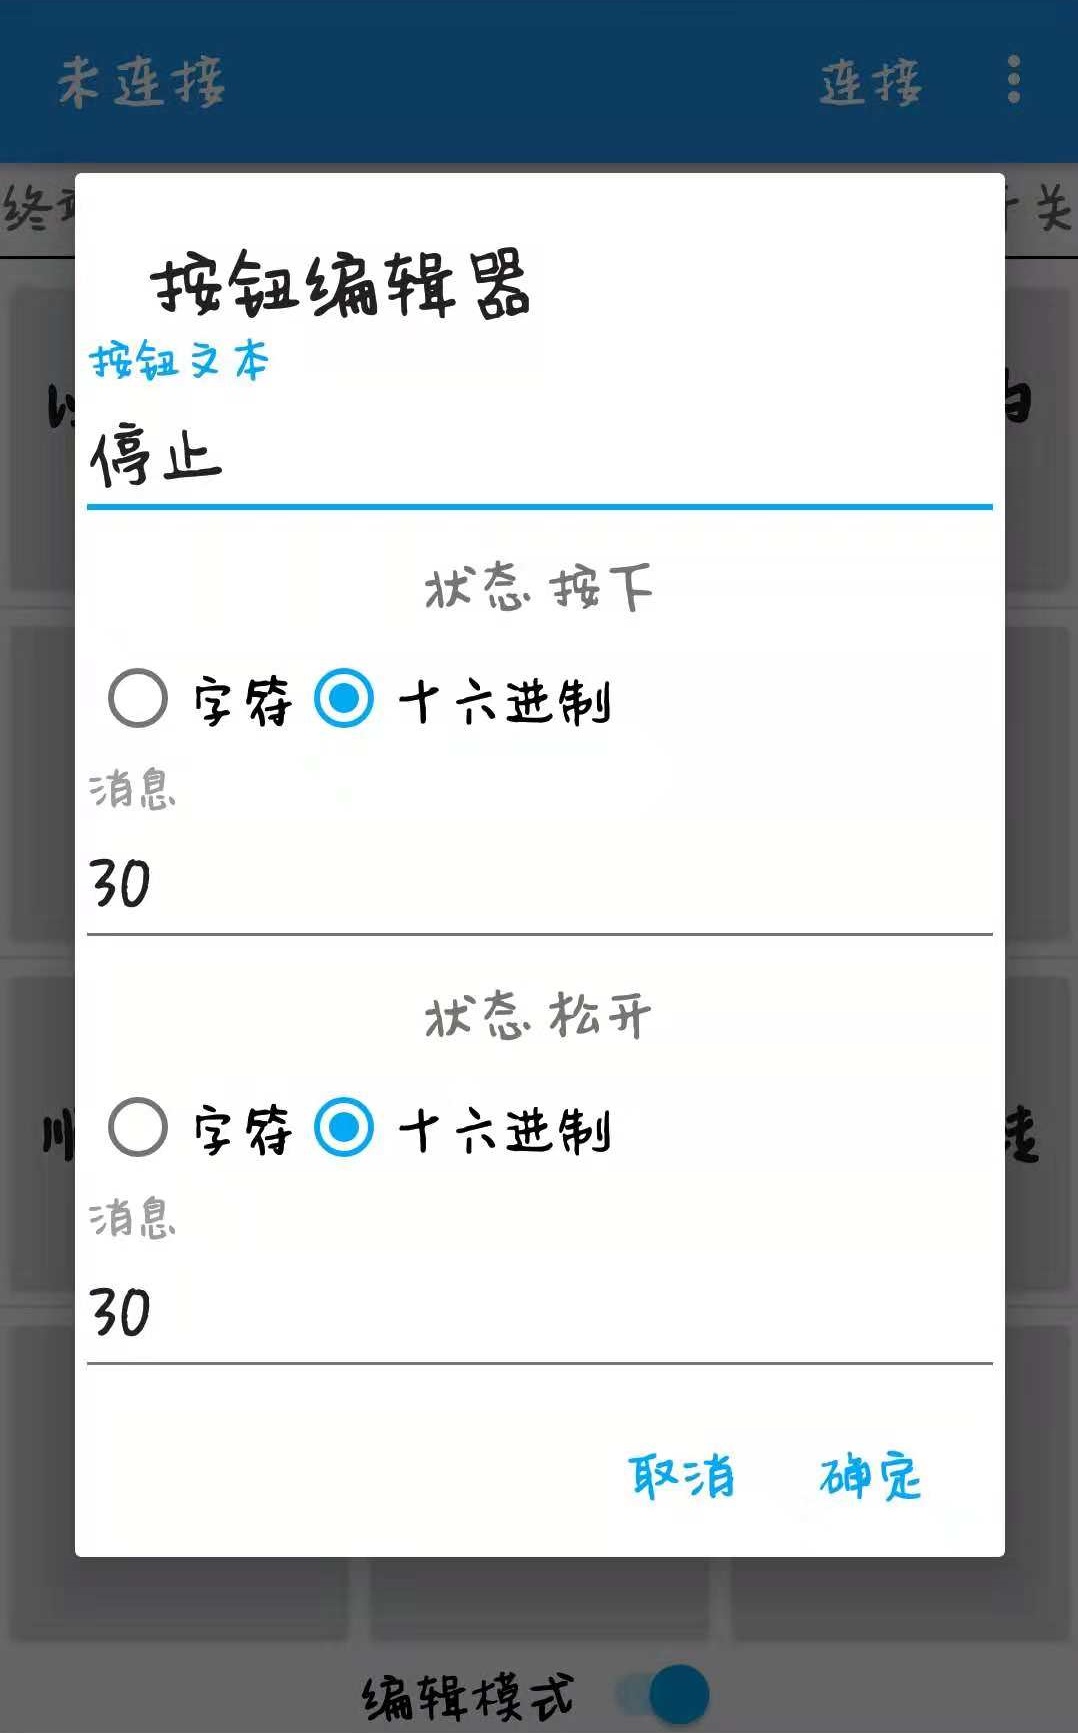 未连接 连接
终 关
按钮编辑器
按钮文本
停止
状态 按下
字符 十六进制
消息
30
状态 松开
字符 十六进制
消息
30
取消 确定
编辑模式